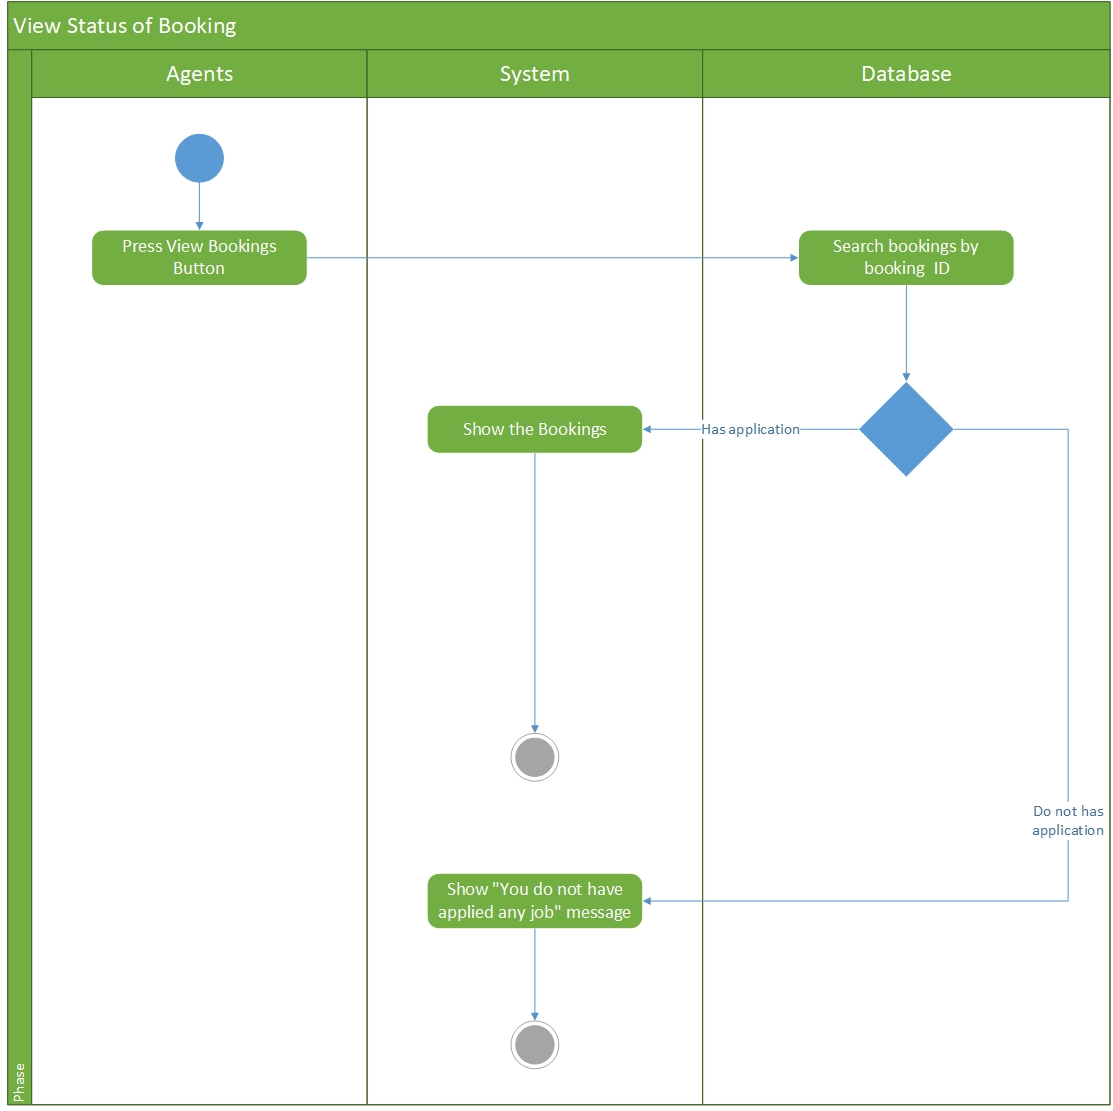 View Status of Booking
Agents
System
Database
Press View Bookings
Button
Search bookings by
booking  ID
Show the Bookings
Has application
Do not has
application
Show "You do not have
applied any job" message
Phase